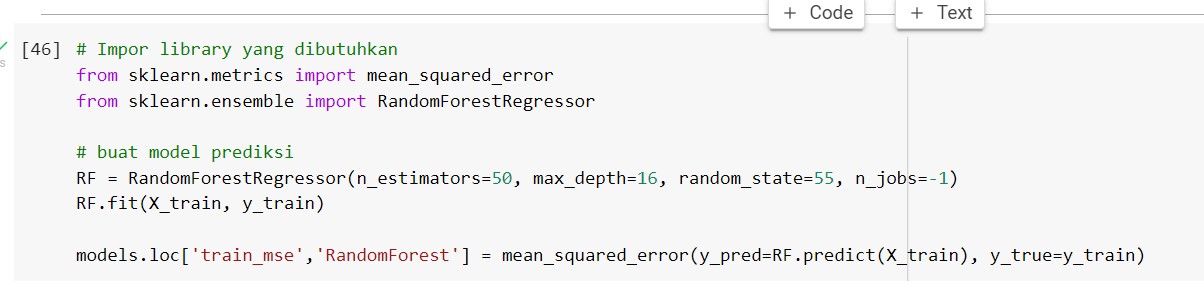 + Code + Text
[46] # Impor library yang dibutuhkan
from sklearn.metrics import mean_squared_error
from sklearn.ensemble import RandomForestRegressor
# buat model prediksi
RF = RandomForestRegressor(n_estimators=50, max_depth=16, random_state=55, n_jobs=-1)
RF.fit(X_train, y_train)
models.loc['train_mse','RandomForest'] = mean_squared_error(y_pred=RF.predict(X_train), y_true=y_train)